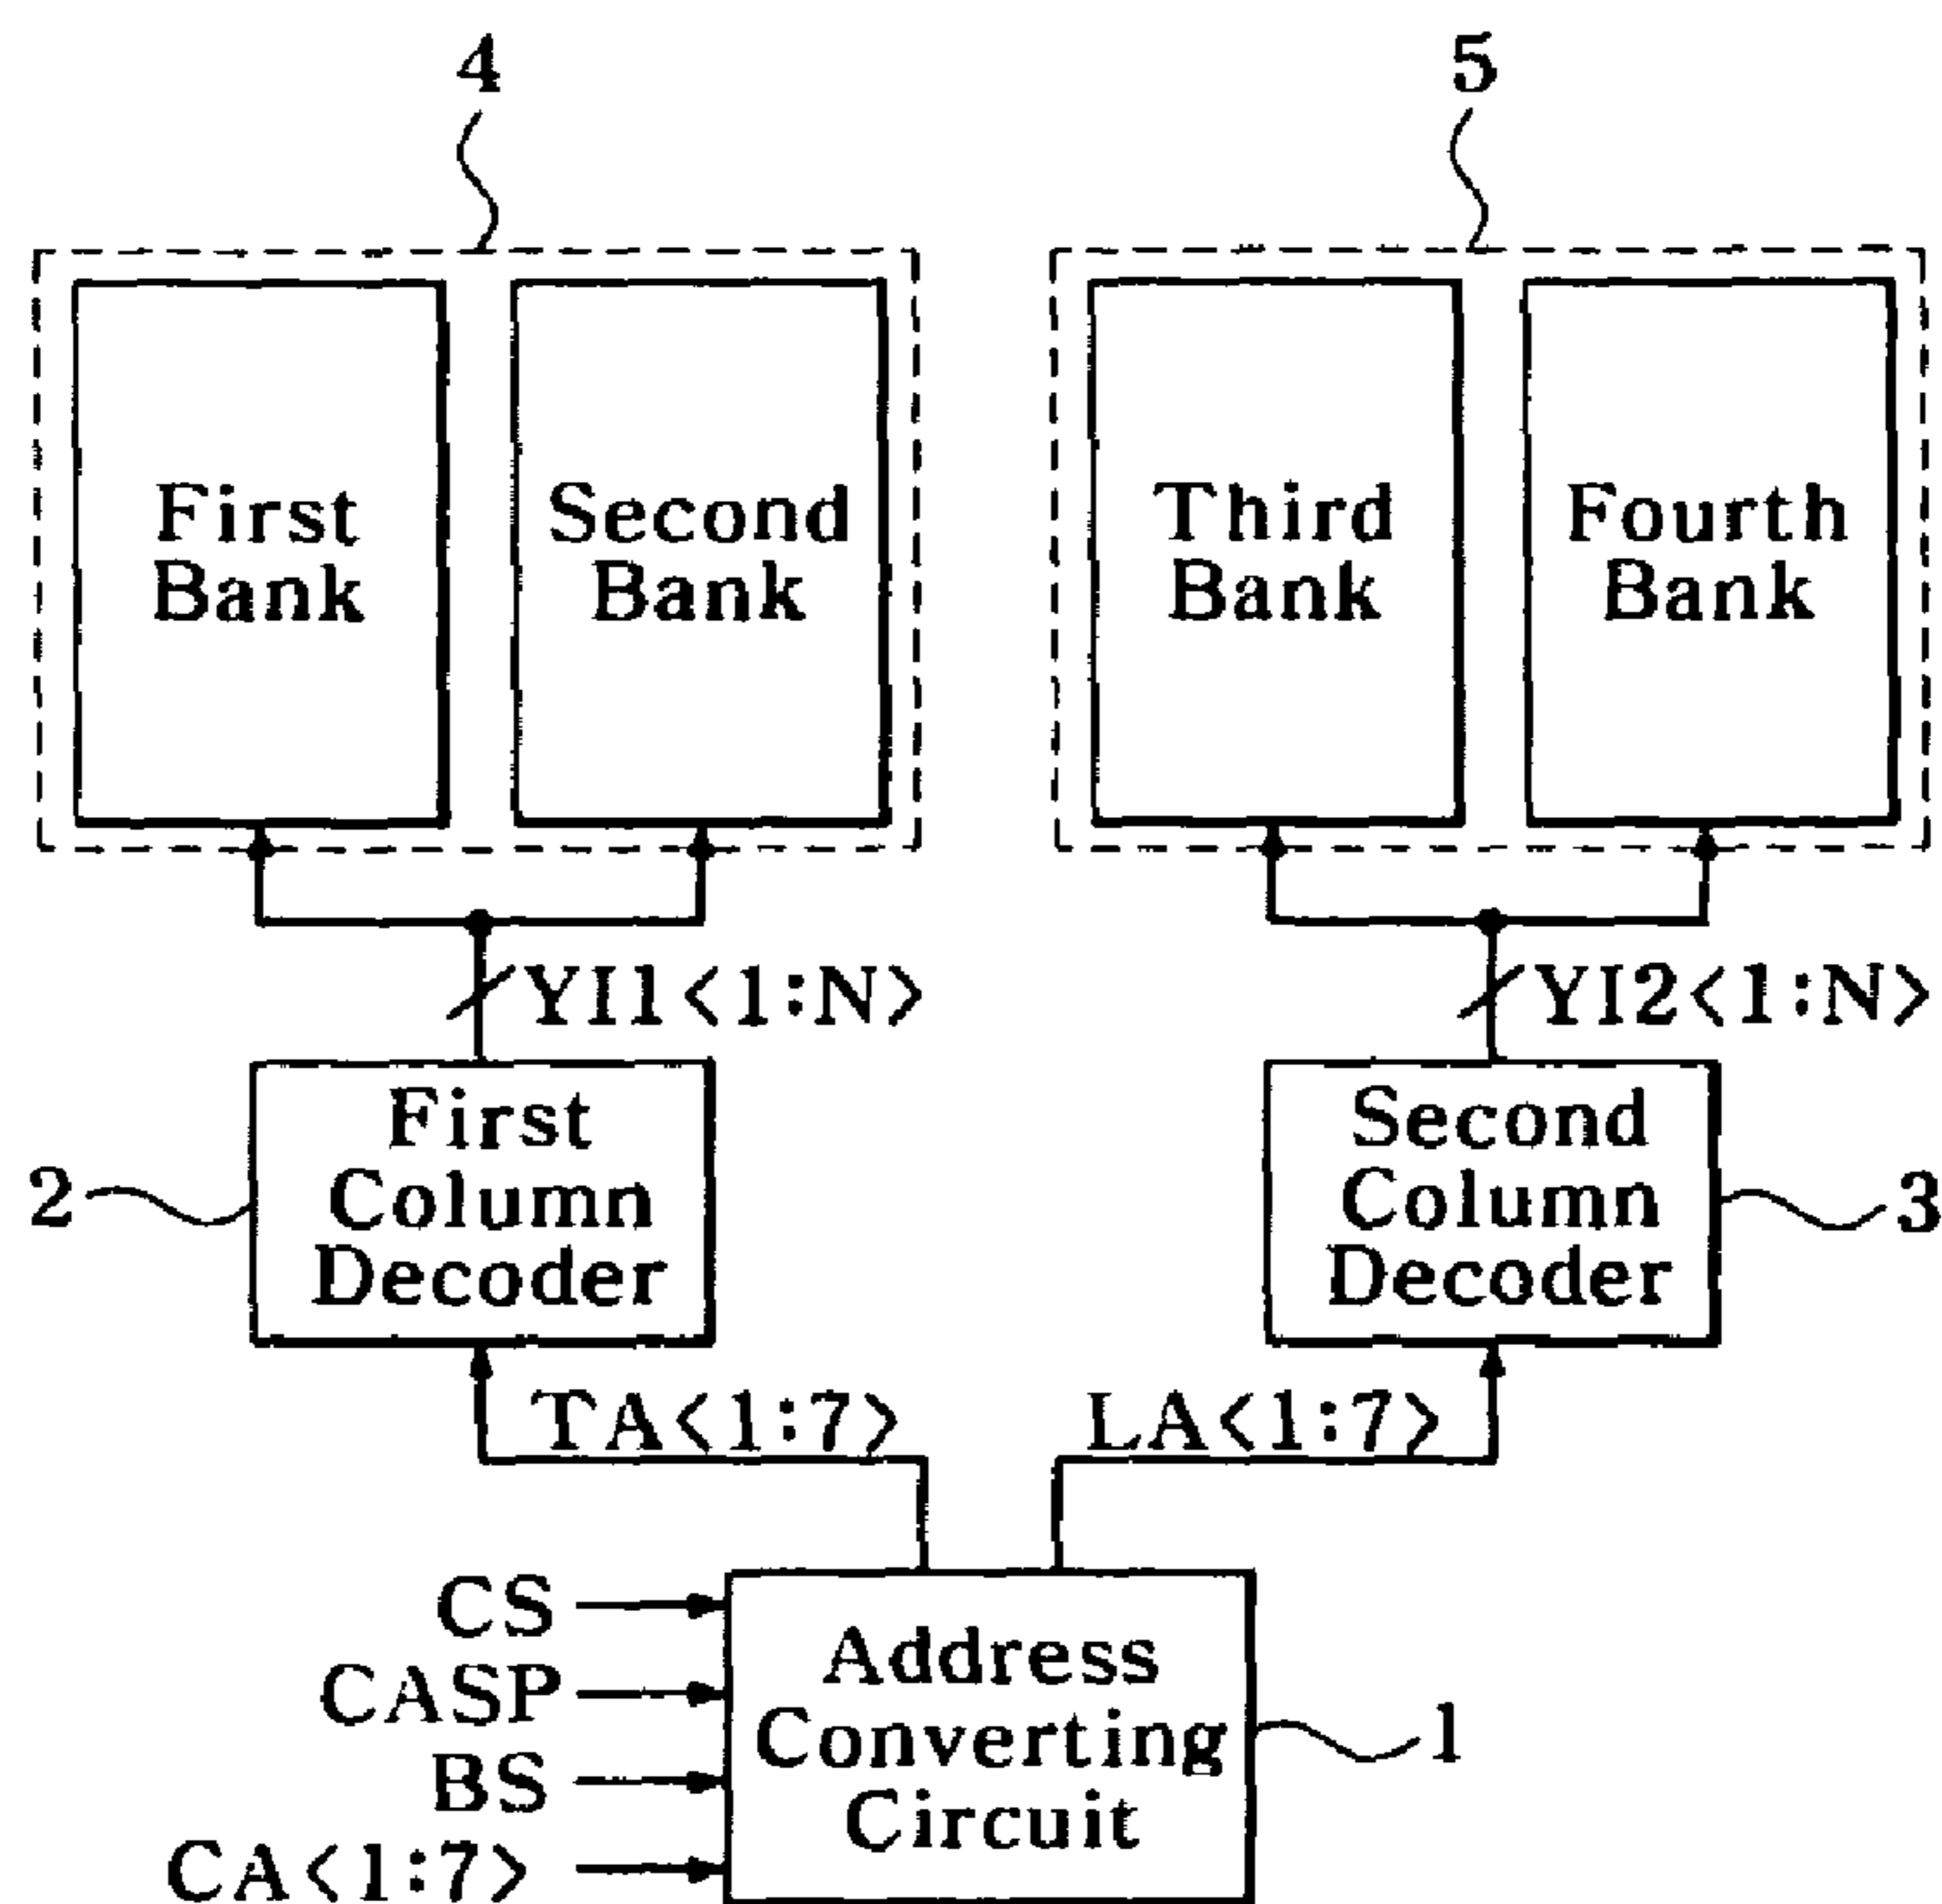 4
5
First
Bank
Second
Bank
Third
Bank
Fourth
Bank
YI1<1:N>
YI2<1:N>
First
Column
Decoder
2
Second
Column
Decoder
3
TA<1:7>
LA<1:7>
CS
CASP
BS
CA<1:7>
Address
Converting
Circuit
1